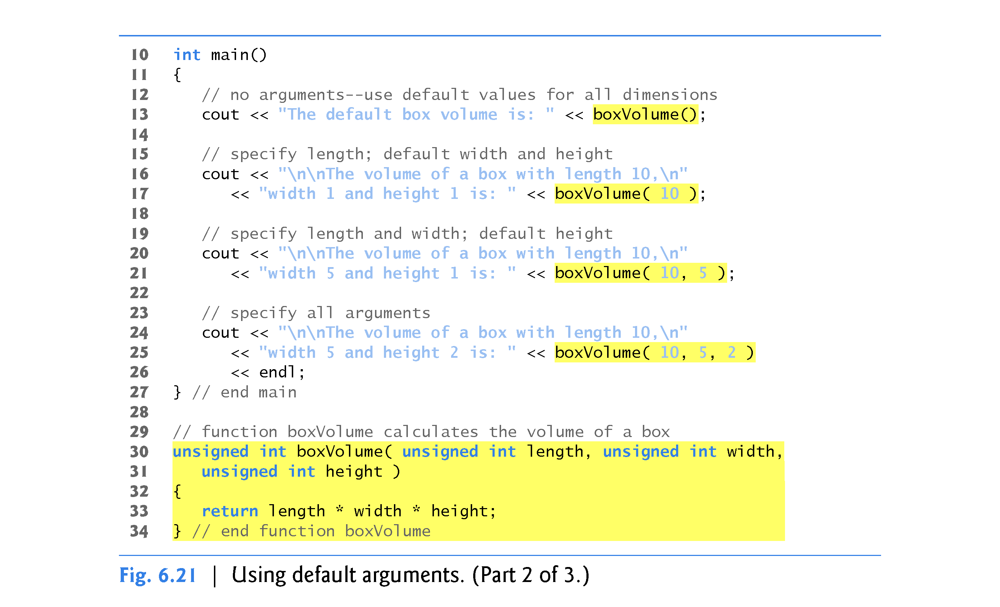 10 int main()
11 {
12 // no arguments--use default values for all dimensions
13 cout << "The default box volume is: " << boxVolume();
14
15 // specify length; default width and height
16 cout << "\n\nThe volume of a box with length 10,\n"
17 << "width 1 and height 1 is: " << boxVolume( 10 );
18
19 // specify length and width; default height
20 cout << "\n\nThe volume of a box with length 10,\n"
21 << "width 5 and height 1 is: " << boxVolume( 10, 5 );
22
23 // specify all arguments
24 cout << "\n\nThe volume of a box with length 10,\n"
25 << "width 5 and height 2 is: " << boxVolume( 10, 5, 2 )
26 << endl;
27 } // end main
28
29 // function boxVolume calculates the volume of a box
30 unsigned int boxVolume( unsigned int length, unsigned int width,
31 unsigned int height )
32 {
33 return length * width * height;
34 } // end function boxVolume
Fig. 6.21 | Using default arguments. (Part 2 of 3.)